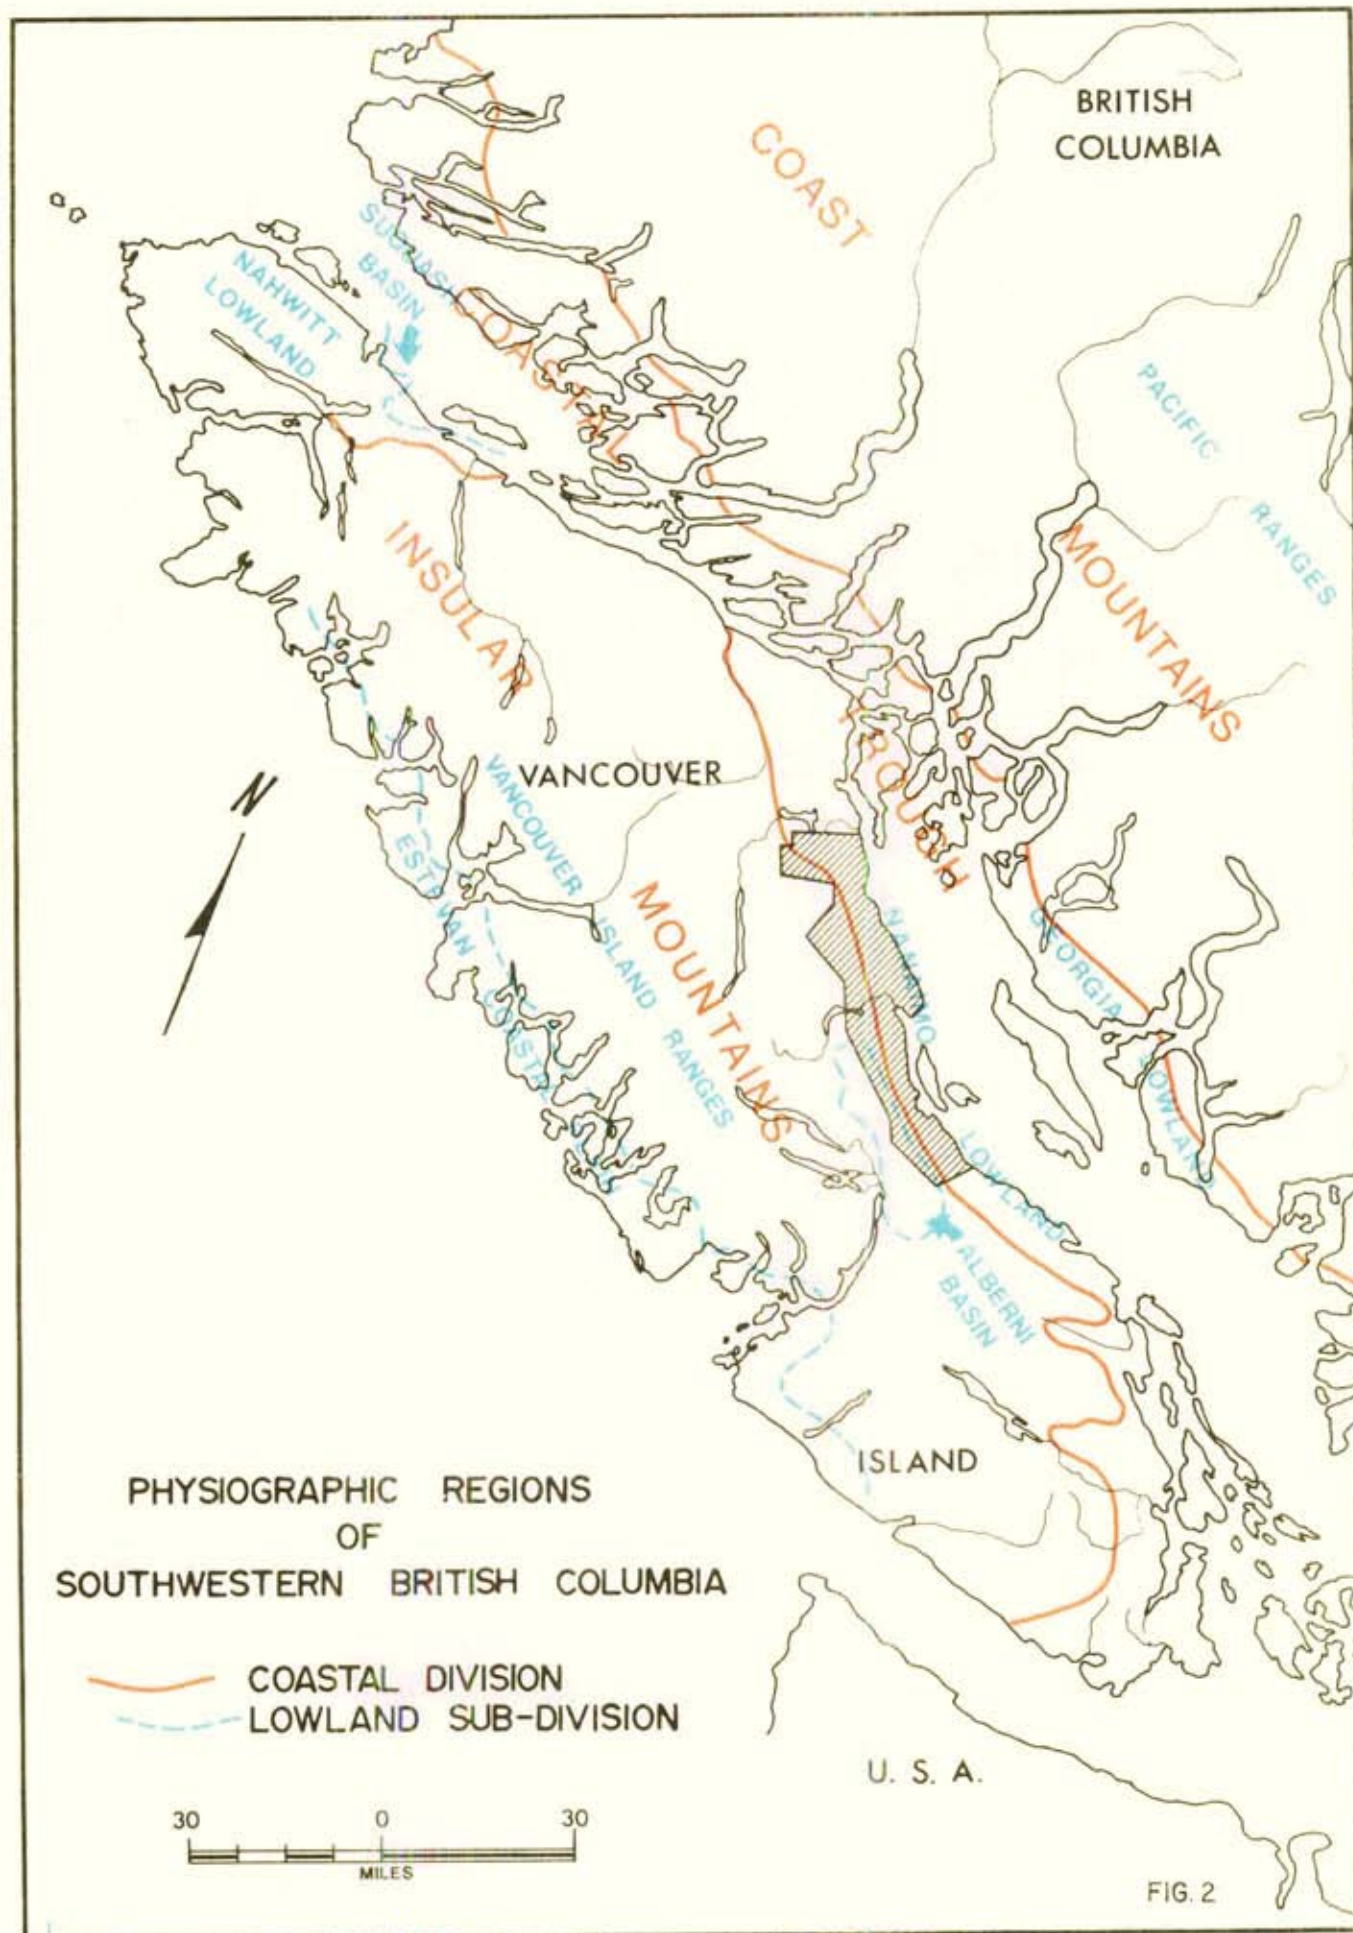 BRITISH
COLUMBIA
COAST
MOUNTAINS
PACIFIC
RANGES
SUQUASH
BASIN
NAHWITT
LOWLAND
COASTAL
TROUGH
INSULAR
MOUNTAINS
VANCOUVER
ISLAND
VANCOUVER ISLAND RANGES
ESTEVAN COASTAL
NANAIMO
LOWLAND
GEORGIA
LOWLAND
ALBERNI
BASIN
N
PHYSIOGRAPHIC REGIONS
OF
SOUTHWESTERN BRITISH COLUMBIA
COASTAL DIVISION
LOWLAND SUB-DIVISION
30 0 30
MILES
U. S. A.
FIG. 2